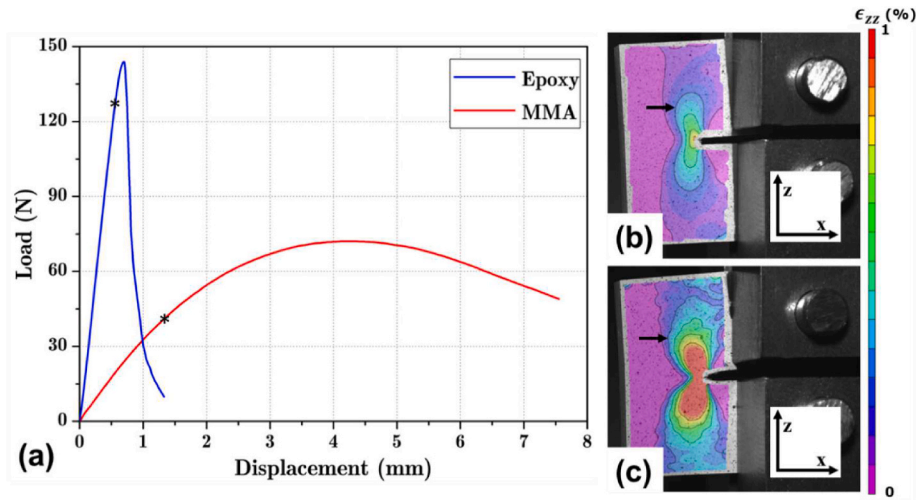 ϵzz (%)
150
120
90
60
30
0
Load (N)
0 1 2 3 4 5 6 7 8
Displacement (mm)
Epoxy
MMA
*
*
(a)
z
x
(b)
z
x
(c)
1
0